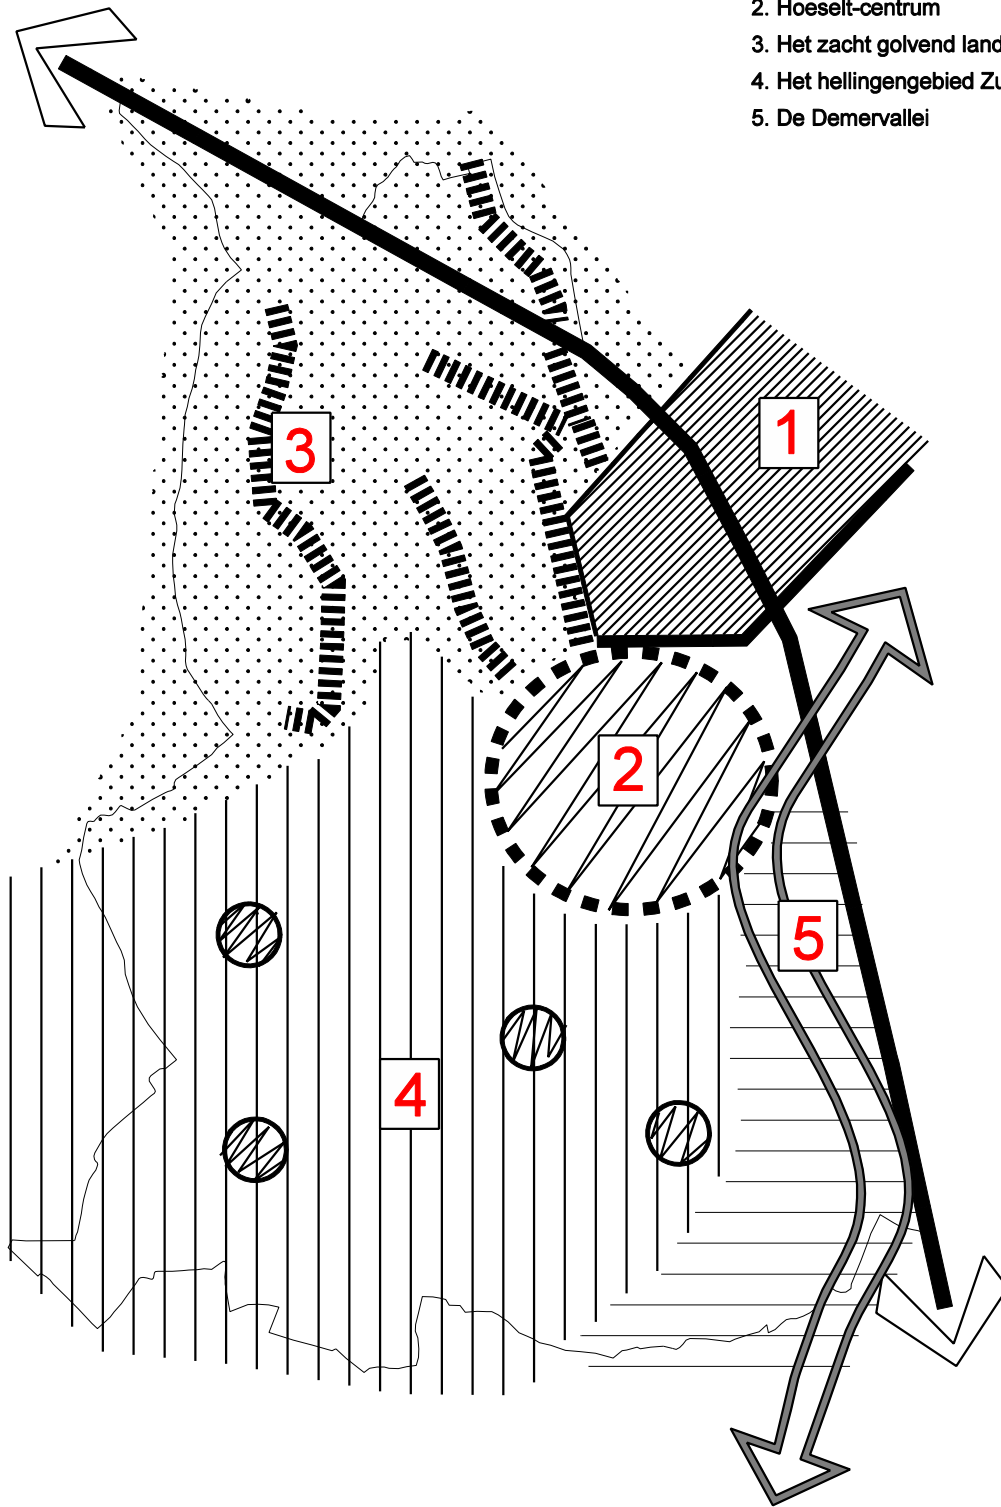 2. Hoeselt-centrum
3. Het zacht golvend land
4. Het hellingengebied Zu
5. De Demervallei
1
3
2
5
4